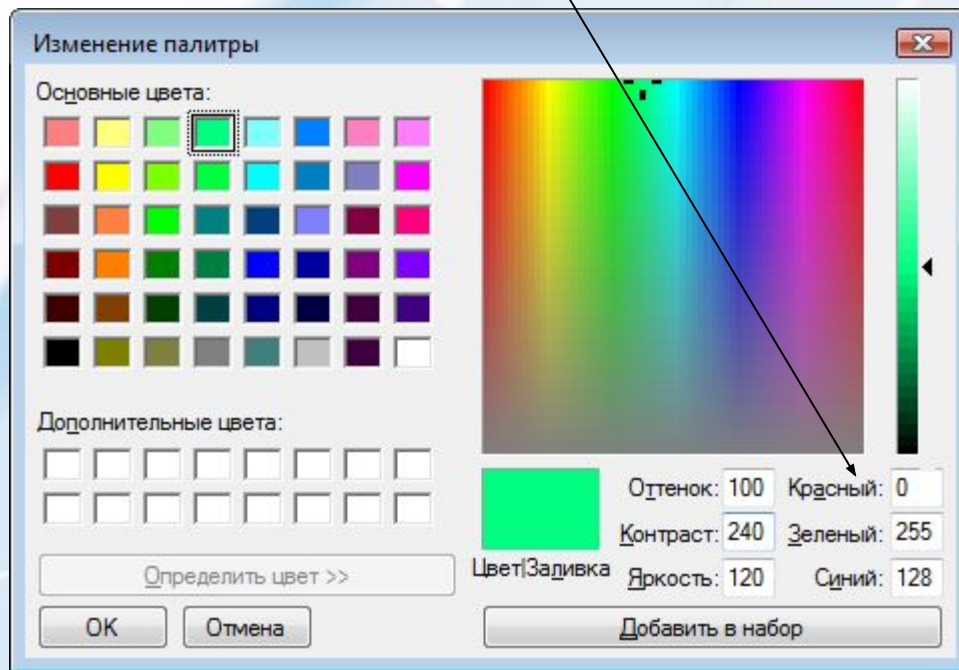 Изменение палитры
Основные цвета:
Дополнительные цвета:
Определить цвет >>
OK
Отмена
Цвет|Заливка
Оттенок: 100
Контраст: 240
Яркость: 120
Красный: 0
Зеленый: 255
Синий: 128
Добавить в набор